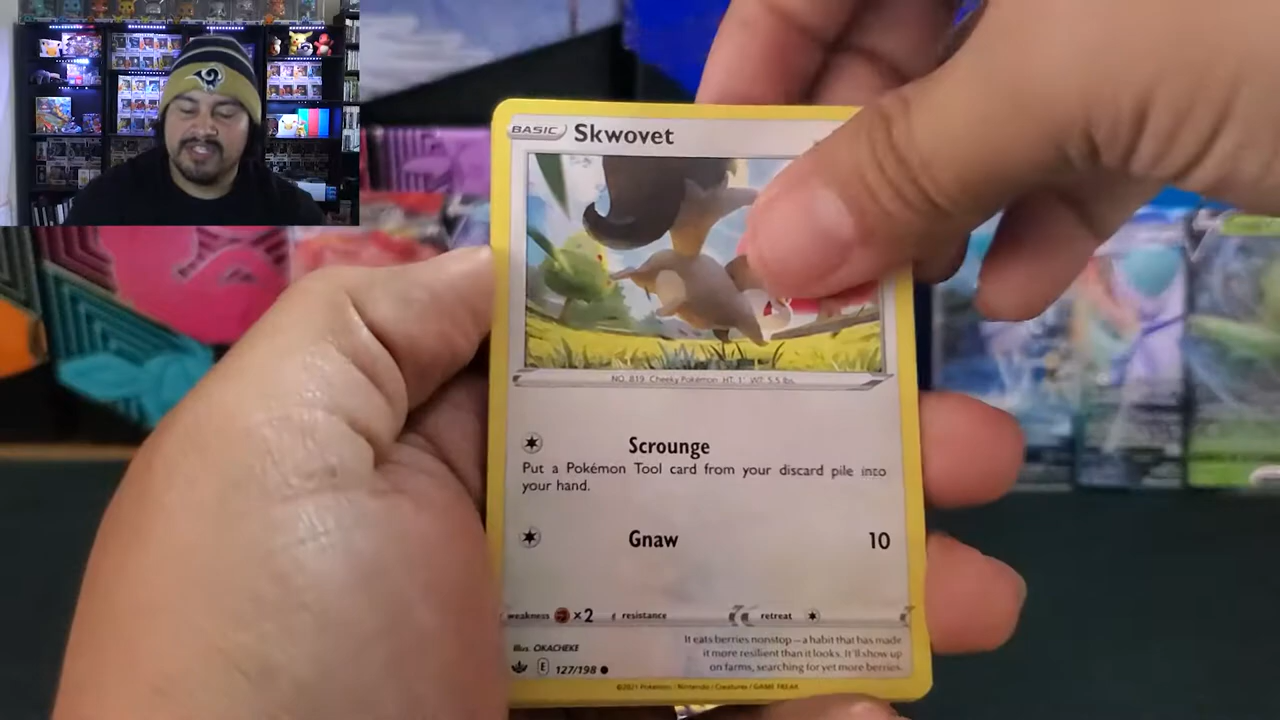 BASIC Skwovet
NO. 819 Cheeky Pokémon HT: 1' WT: 5.5 lbs.
Scrounge
Put a Pokémon Tool card from your discard pile into
your hand.
Gnaw 10
weakness ×2 resistance retreat
Illus. OKACHEKE
It eats berries nonstop—a habit that has made
it more resilient than it looks. It'll show up
on farms, searching for yet more berries.
E 127/198
©2021 Pokémon / Nintendo / Creatures / GAME FREAK